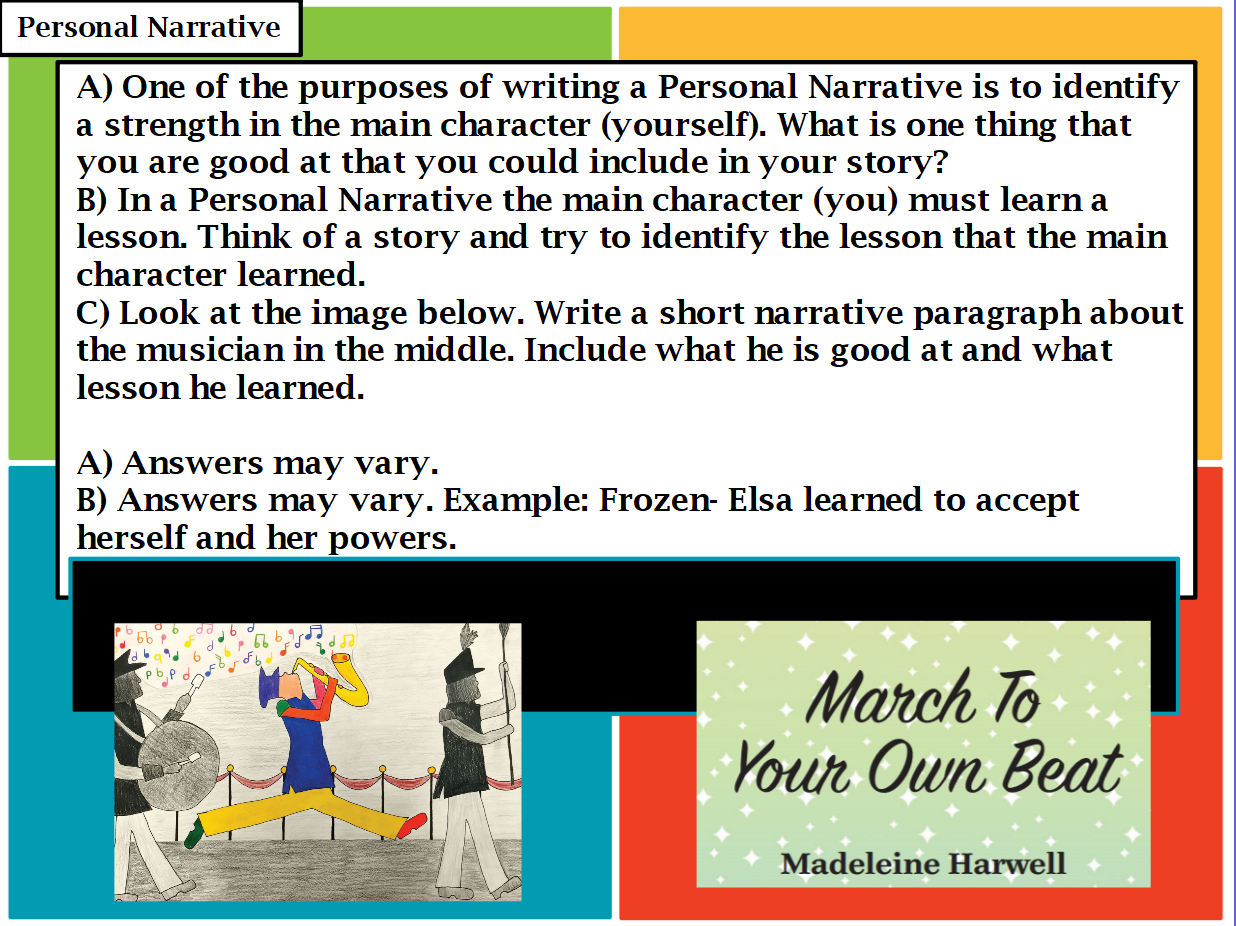 Personal Narrative
A) One of the purposes of writing a Personal Narrative is to identify
a strength in the main character (yourself). What is one thing that
you are good at that you could include in your story?
B) In a Personal Narrative the main character (you) must learn a
lesson. Think of a story and try to identify the lesson that the main
character learned.
C) Look at the image below. Write a short narrative paragraph about
the musician in the middle. Include what he is good at and what
lesson he learned.
A) Answers may vary.
B) Answers may vary. Example: Frozen- Elsa learned to accept
herself and her powers.
March To
Your Own Beat
Madeleine Harwell